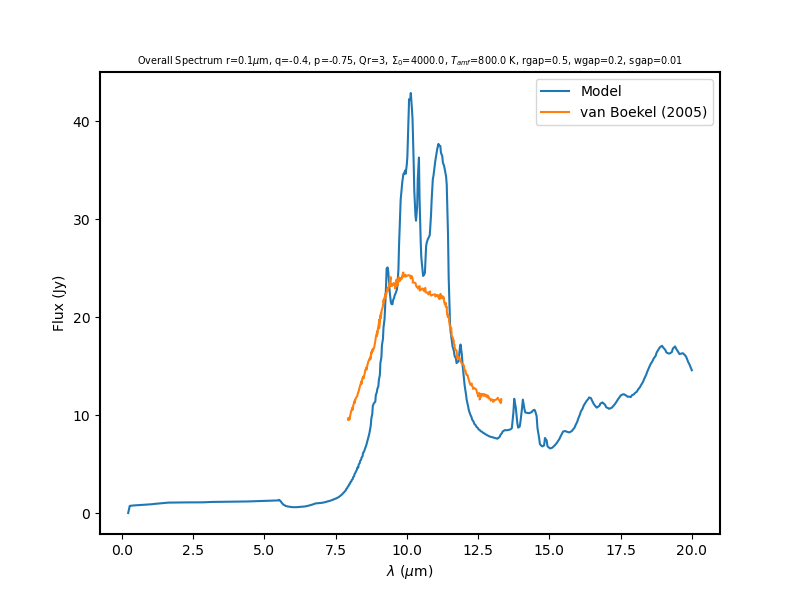 Overall Spectrum r=0.1μm, q=-0.4, p=-0.75, Qr=3, Σ₀=4000.0, T_amf=800.0 K, rgap=0.5, wgap=0.2, sgap=0.01
Model
van Boekel (2005)
40
30
20
10
0
Flux (Jy)
0.0 2.5 5.0 7.5 10.0 12.5 15.0 17.5 20.0
λ (μm)